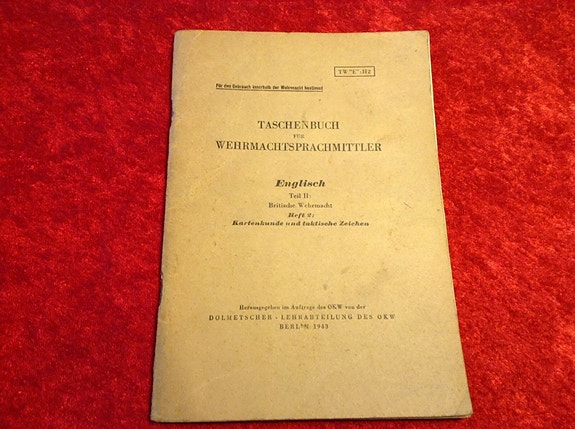 TW."E":II2
Für den Gebrauch innerhalb der Wehrmacht bestimmt
TASCHENBUCH
FÜR
WEHRMACHTSPRACHMITTLER
Englisch
Teil II:
Britische Wehrmacht
Heft 2:
Kartenkunde und taktische Zeichen
Herausgegeben im Auftrage des OKW von der
DOLMETSCHER-LEHRABTEILUNG DES OKW
BERLIN 1943